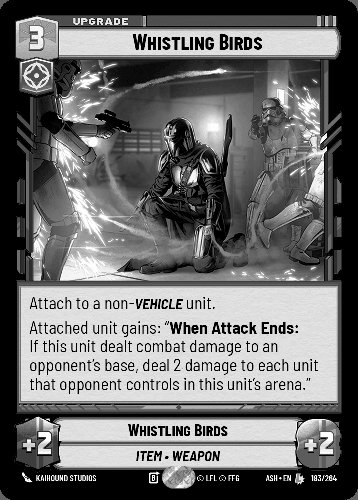 UPGRADE
3
WHISTLING BIRDS
Attach to a non-VEHICLE unit.
Attached unit gains: “When Attack Ends:
If this unit dealt combat damage to an
opponent’s base, deal 2 damage to each unit
that opponent controls in this unit’s arena.”
+2
WHISTLING BIRDS
+2
ITEM • WEAPON
KAIHOUND STUDIOS
© LFL © FFG
ASH • EN
183/264